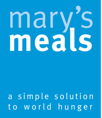 mary's
meals
a simple solution
to world hunger